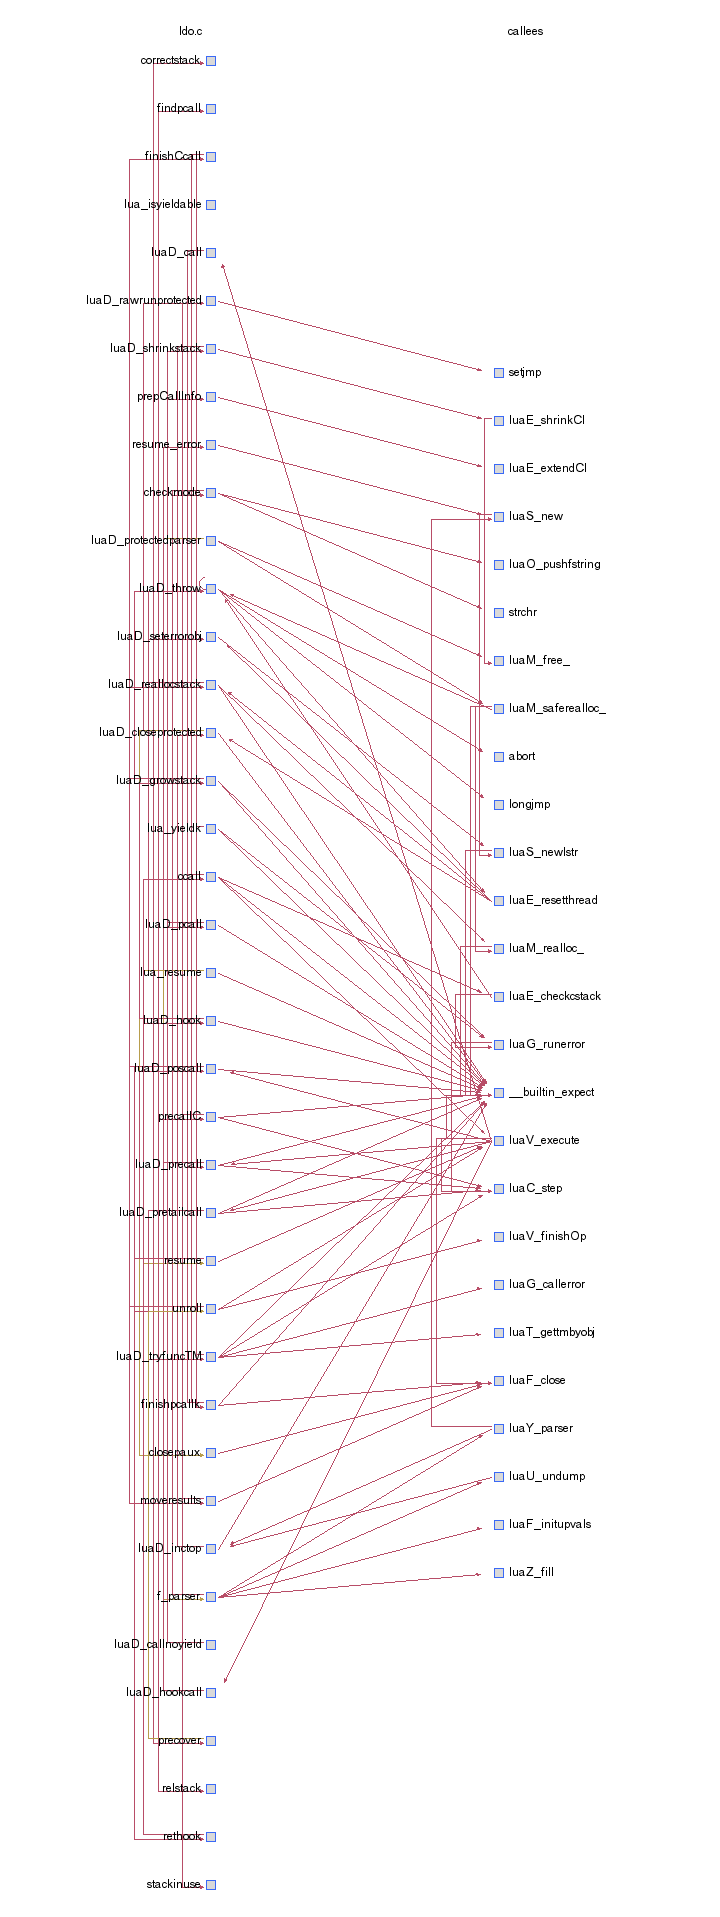 ldo.c
callees
correctstack
findpcall
finishCcall
lua_isyieldable
luaD_call
luaD_rawrunprotected
luaD_shrinkstack
setjmp
prepCallInfo
luaE_shrinkCI
resume_error
luaE_extendCI
checkmode
luaS_new
luaD_protectedparser
luaO_pushfstring
luaD_throw
strchr
luaD_seterrorobj
luaM_free_
luaD_reallocstack
luaM_saferealloc_
luaD_closeprotected
abort
luaD_growstack
longjmp
lua_yieldk
luaS_newlstr
ccall
luaE_resetthread
luaD_pcall
luaM_realloc_
lua_resume
luaE_checkcstack
luaD_hook
luaG_runerror
luaD_poscall
__builtin_expect
precallC
luaV_execute
luaD_precall
luaC_step
luaD_pretailcall
luaV_finishOp
resume
luaG_callerror
unroll
luaT_gettmbyobj
luaD_tryfuncTM
luaF_close
finishpcallk
luaY_parser
closepaux
luaU_undump
moveresults
luaF_initupvals
luaD_inctop
luaZ_fill
f_parser
luaD_callnoyield
luaD_hookcall
precover
relstack
rethook
stackinuse